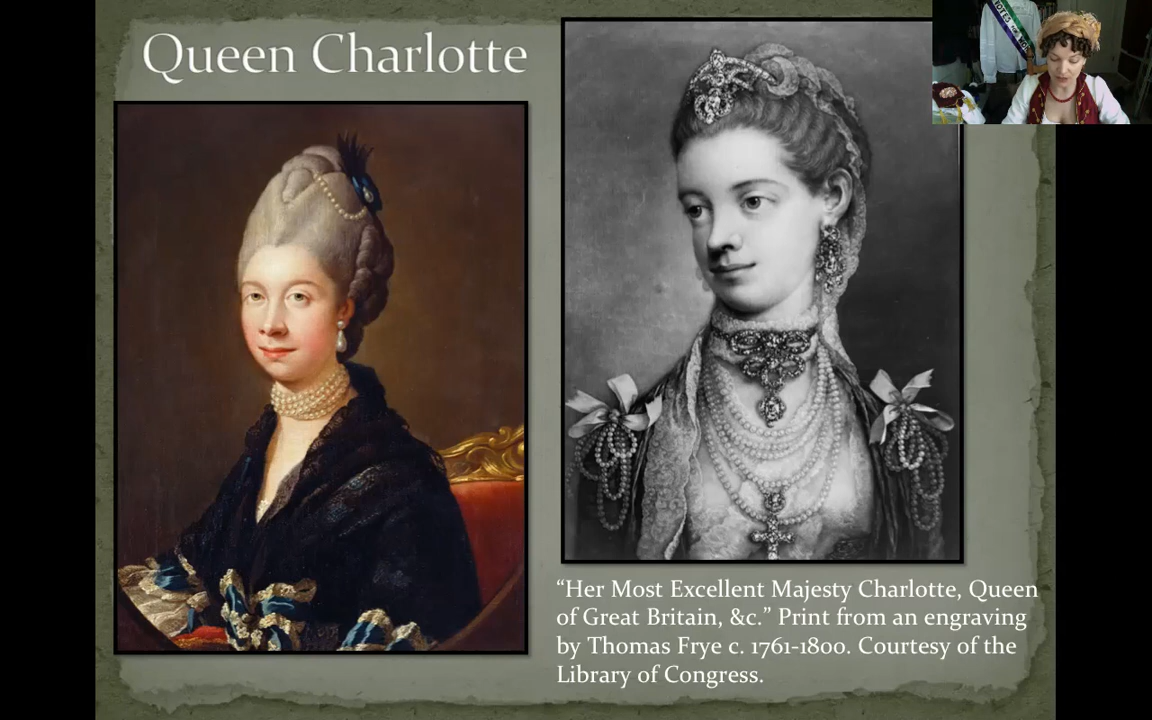 Queen Charlotte
“Her Most Excellent Majesty Charlotte, Queen
of Great Britain, &c.” Print from an engraving
by Thomas Frye c. 1761-1800. Courtesy of the
Library of Congress.